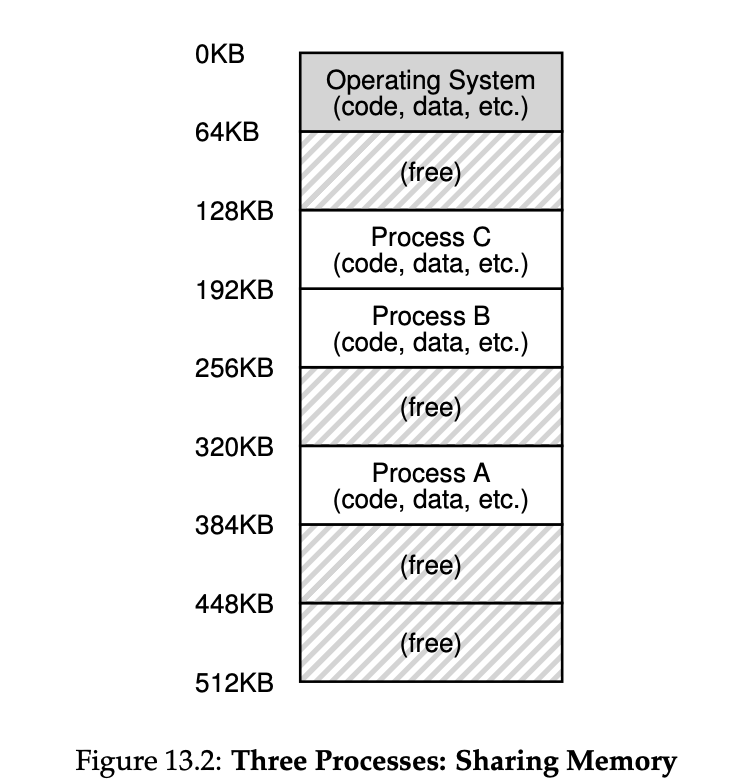 0KB
Operating System
(code, data, etc.)
64KB
(free)
128KB
Process C
(code, data, etc.)
192KB
Process B
(code, data, etc.)
256KB
(free)
320KB
Process A
(code, data, etc.)
384KB
(free)
448KB
(free)
512KB
Figure 13.2: Three Processes: Sharing Memory